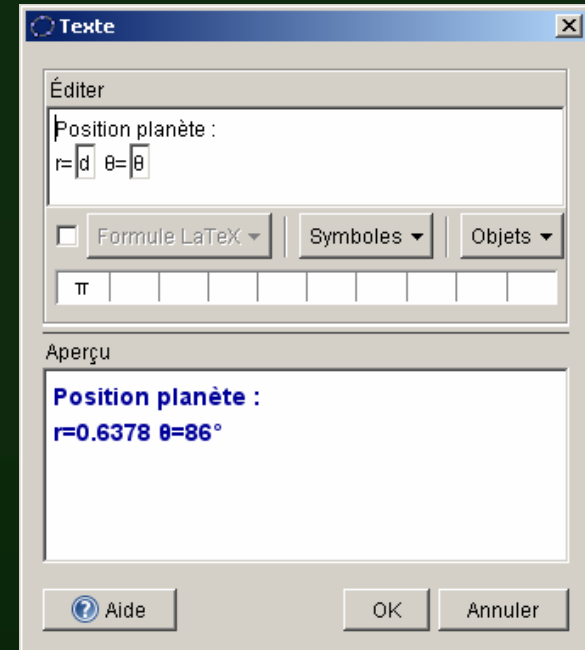 Texte
Éditer
Position planète :
r=d θ=θ
Formule LaTeX Symboles Objets
π
Aperçu
Position planète :
r=0.6378 θ=86°
Aide OK Annuler